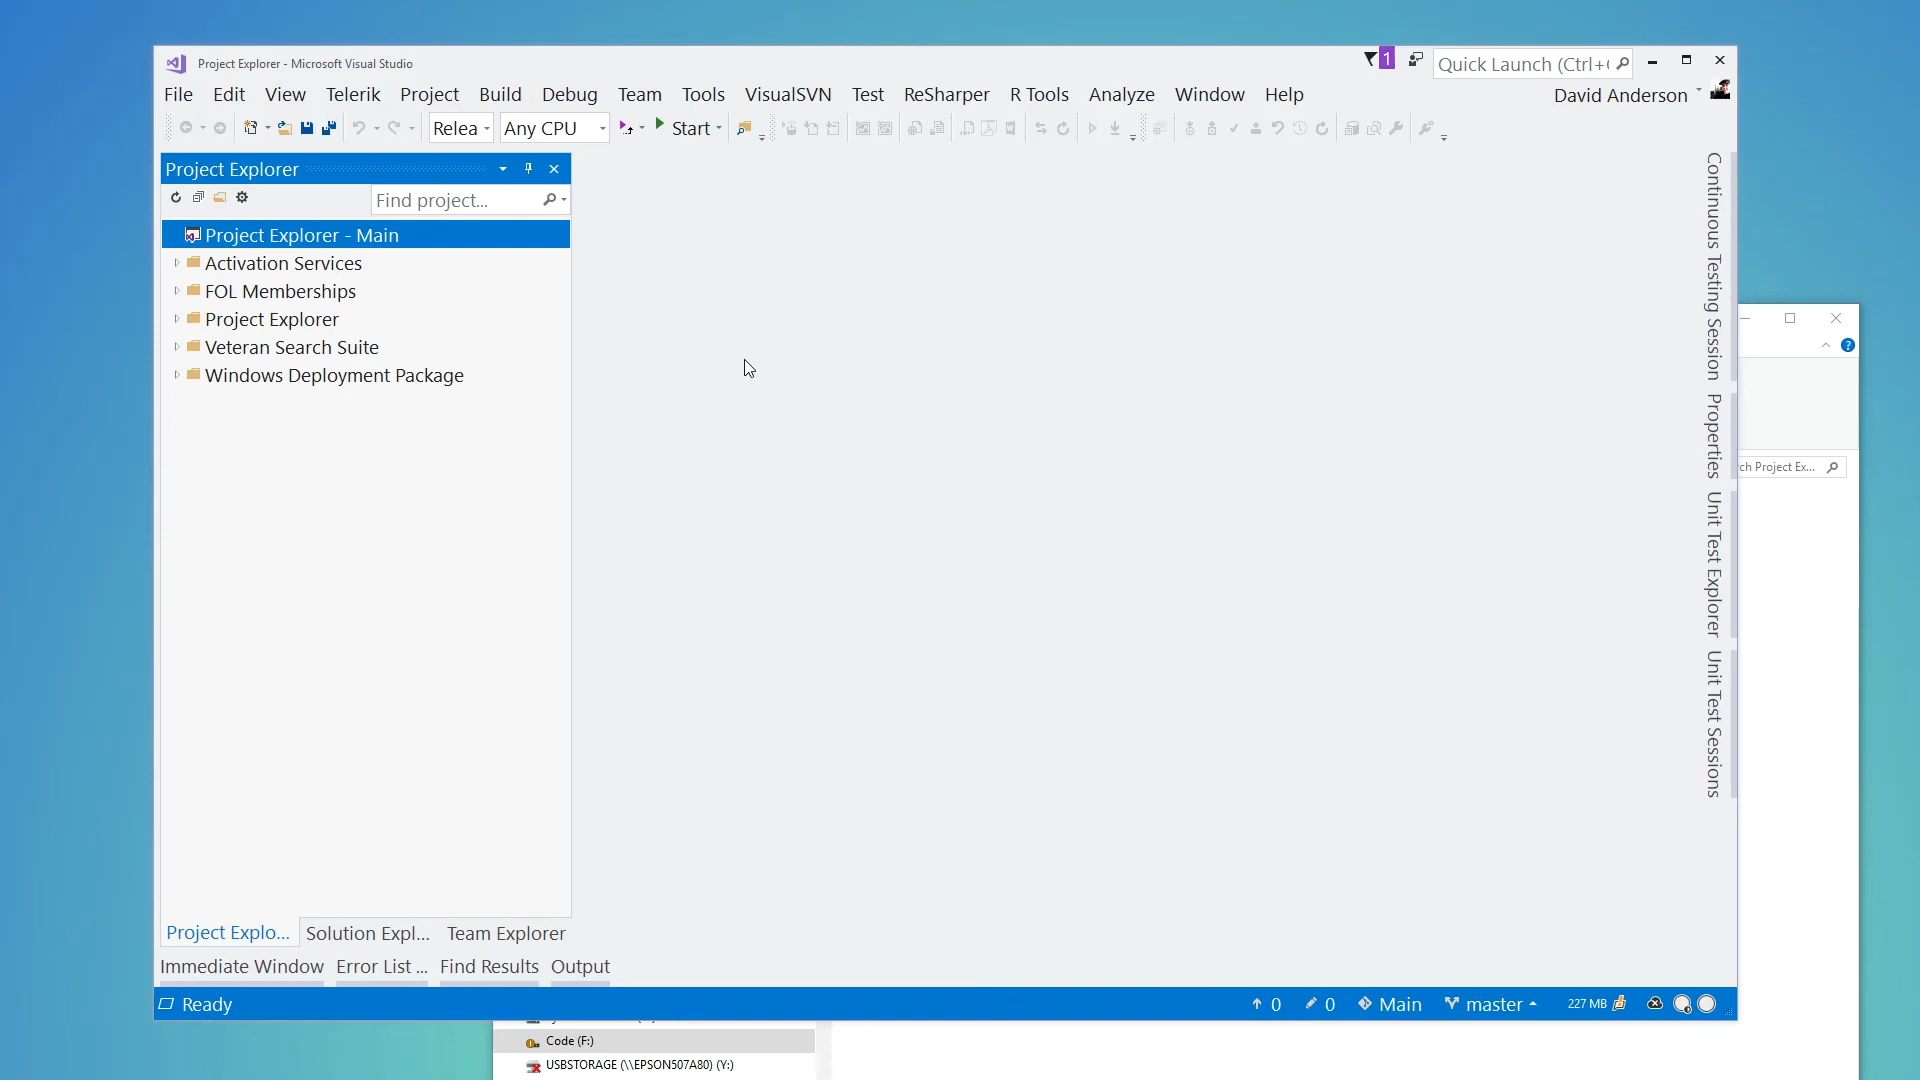 Project Explorer - Microsoft Visual Studio
1
Quick Launch (Ctrl+
File Edit View Telerik Project Build Debug Team Tools VisualSVN Test ReSharper R Tools Analyze Window Help
David Anderson
Relea Any CPU Start
Project Explorer
Find project...
Project Explorer - Main
Activation Services
FOL Memberships
Project Explorer
Veteran Search Suite
Windows Deployment Package
Continuous Testing Session
Properties
Unit Test Explorer
Unit Test Sessions
?
ch Project Ex...
Project Explo... Solution Expl... Team Explorer
Immediate Window Error List ... Find Results Output
Ready
0 0 Main master 227 MB
Code (F:)
USBSTORAGE (\\EPSON507A80) (Y:)